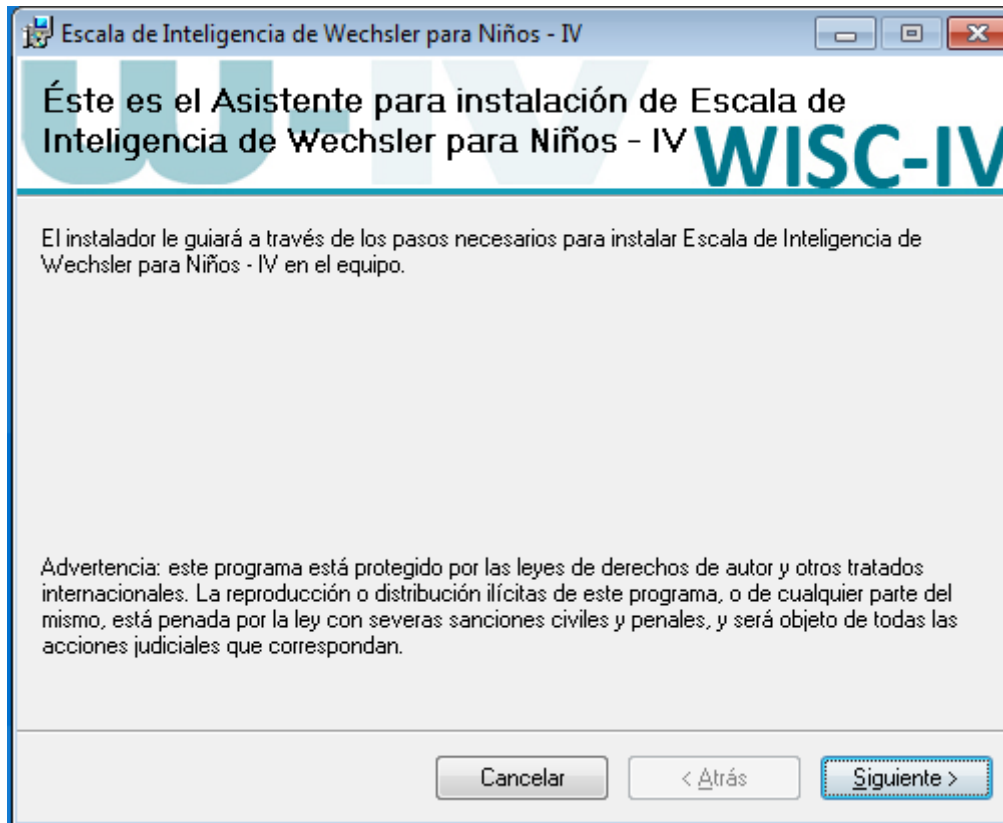 Escala de Inteligencia de Wechsler para Niños - IV
W-IV
Éste es el Asistente para instalación de Escala de
Inteligencia de Wechsler para Niños - IV
WISC-IV
El instalador le guiará a través de los pasos necesarios para instalar Escala de Inteligencia de
Wechsler para Niños - IV en el equipo.
Advertencia: este programa está protegido por las leyes de derechos de autor y otros tratados
internacionales. La reproducción o distribución ilícitas de este programa, o de cualquier parte del
mismo, está penada por la ley con severas sanciones civiles y penales, y será objeto de todas las
acciones judiciales que correspondan.
Cancelar
< Atrás
Siguiente >